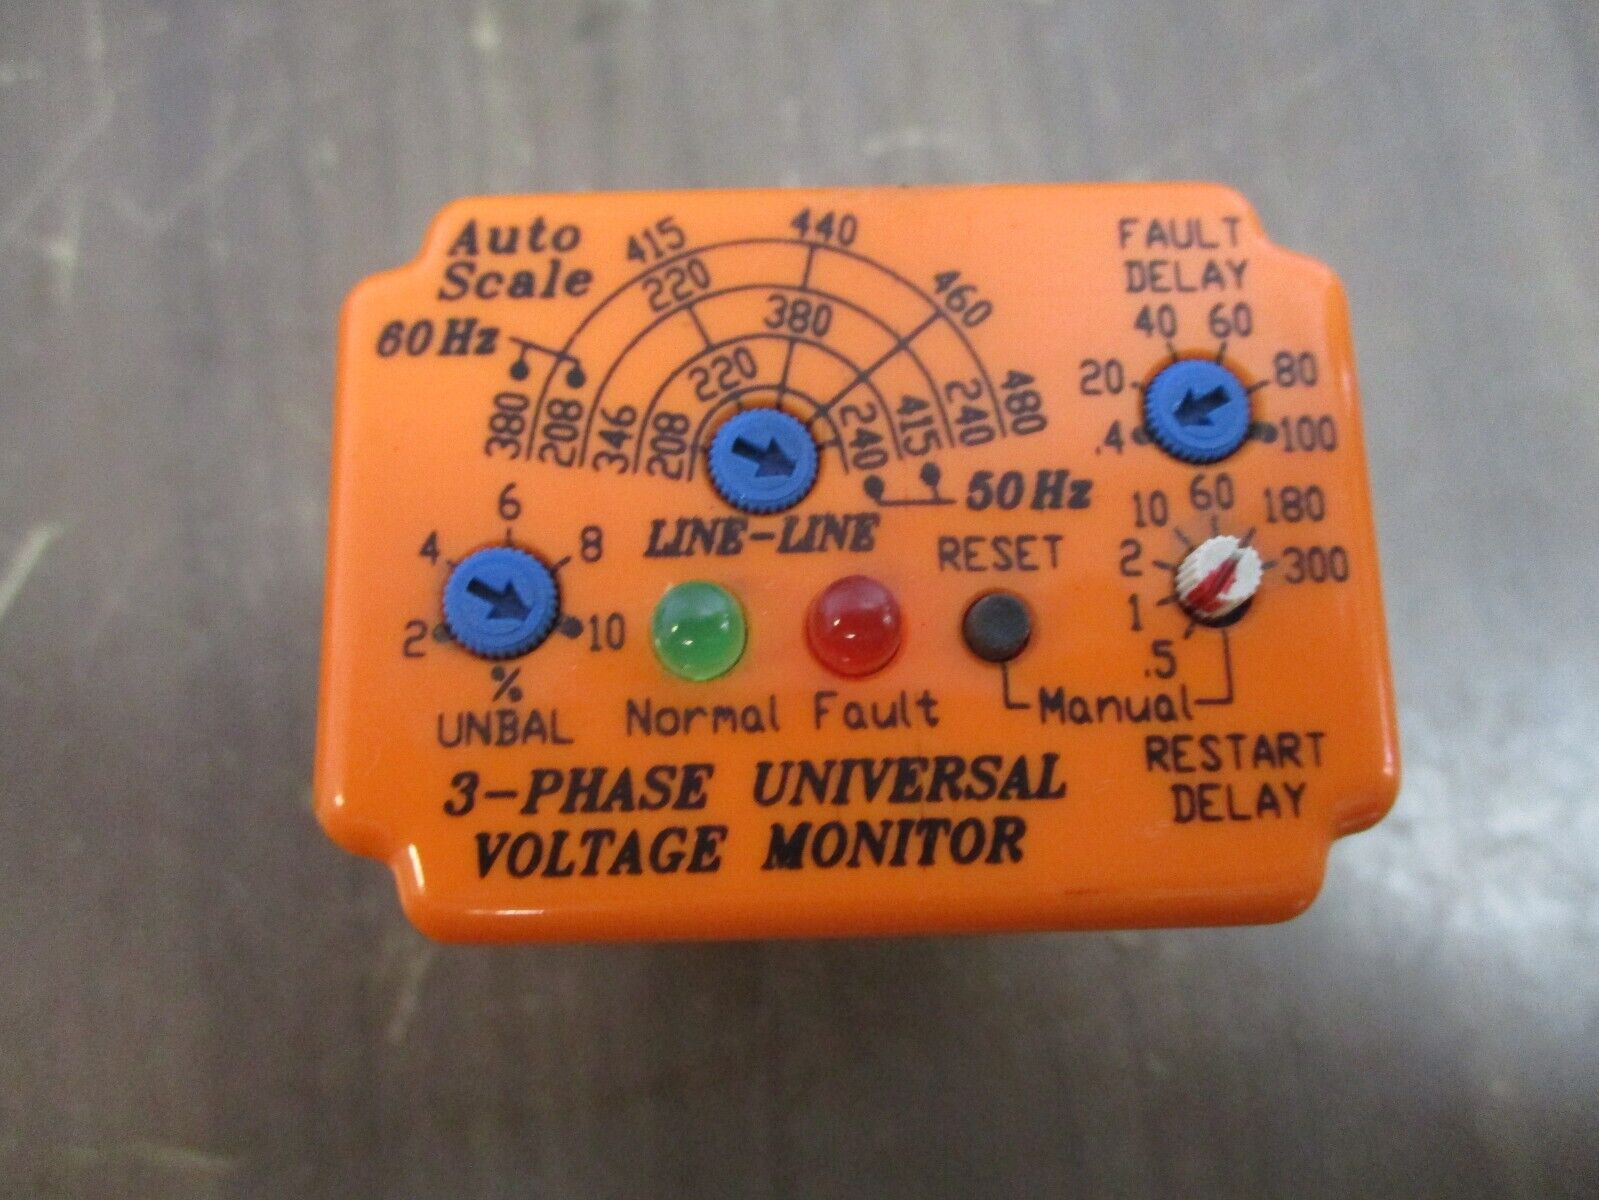 Auto
Scale
60 Hz
415 440 460
220 380
220
380 208 346 208
240 415 240 480
50 Hz
LINE-LINE
FAULT
DELAY
40 60
20 80
.4 100
6
4 8
2 10
%
UNBAL
Normal
Fault
RESET
Manual
10 60 180
2 300
1
.5
RESTART
DELAY
3-PHASE UNIVERSAL
VOLTAGE MONITOR